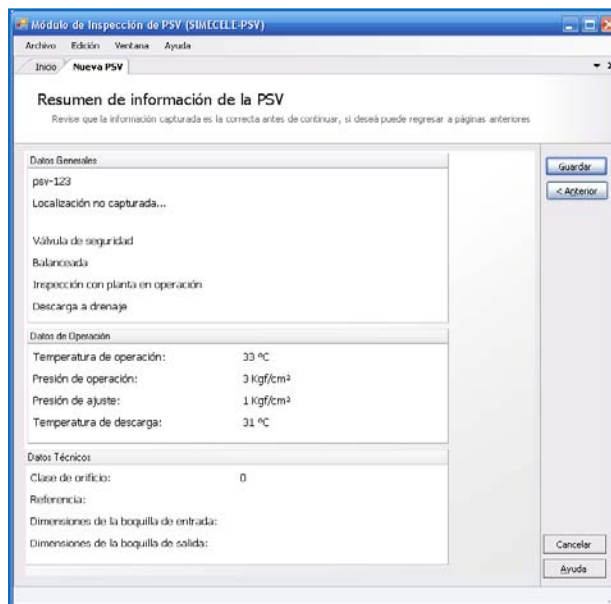 Módulo de Inspección de PSV (SIMECELE-PSV)
Archivo Edición Ventana Ayuda
Inicio Nueva PSV
Resumen de información de la PSV
Revise que la información capturada es la correcta antes de continuar, si deseá puede regresar a páginas anteriores
Datos Generales
psv-123
Localización no capturada...
Válvula de seguridad
Balanceada
Inspección con planta en operación
Descarga a drenaje
Datos de Operación
Temperatura de operación: 33 ºC
Presión de operación: 3 Kgf/cm²
Presión de ajuste: 1 Kgf/cm²
Temperatura de descarga: 31 ºC
Datos Técnicos
Clase de orificio: 0
Referencia:
Dimensiones de la boquilla de entrada:
Dimensiones de la boquilla de salida:
Guardar
< Anterior
Cancelar
Ayuda